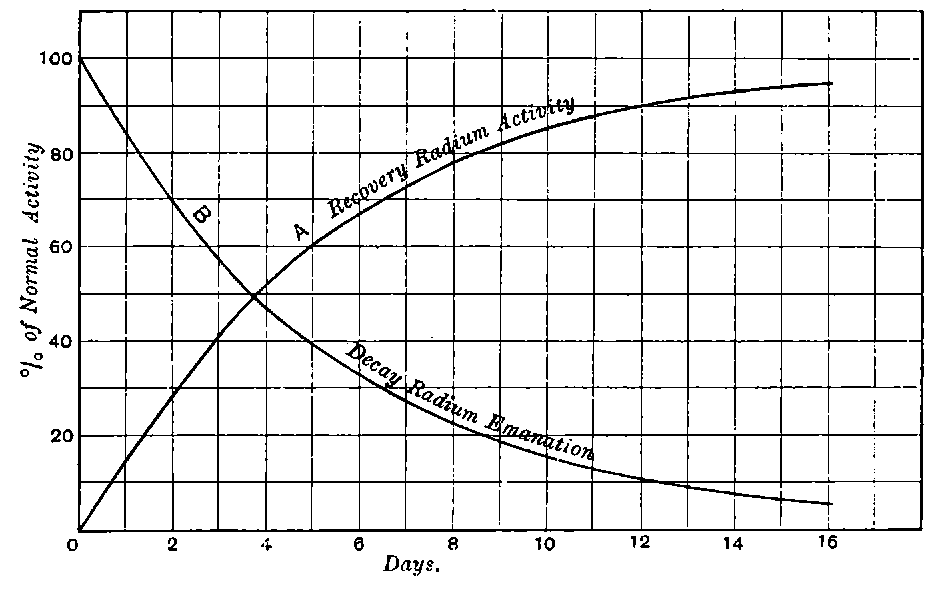 100
80
60
40
20
% of Normal Activity
B
A
Recovery Radium Activity
Decay Radium Emanation
0 2 4 6 8 10 12 14 16
Days.